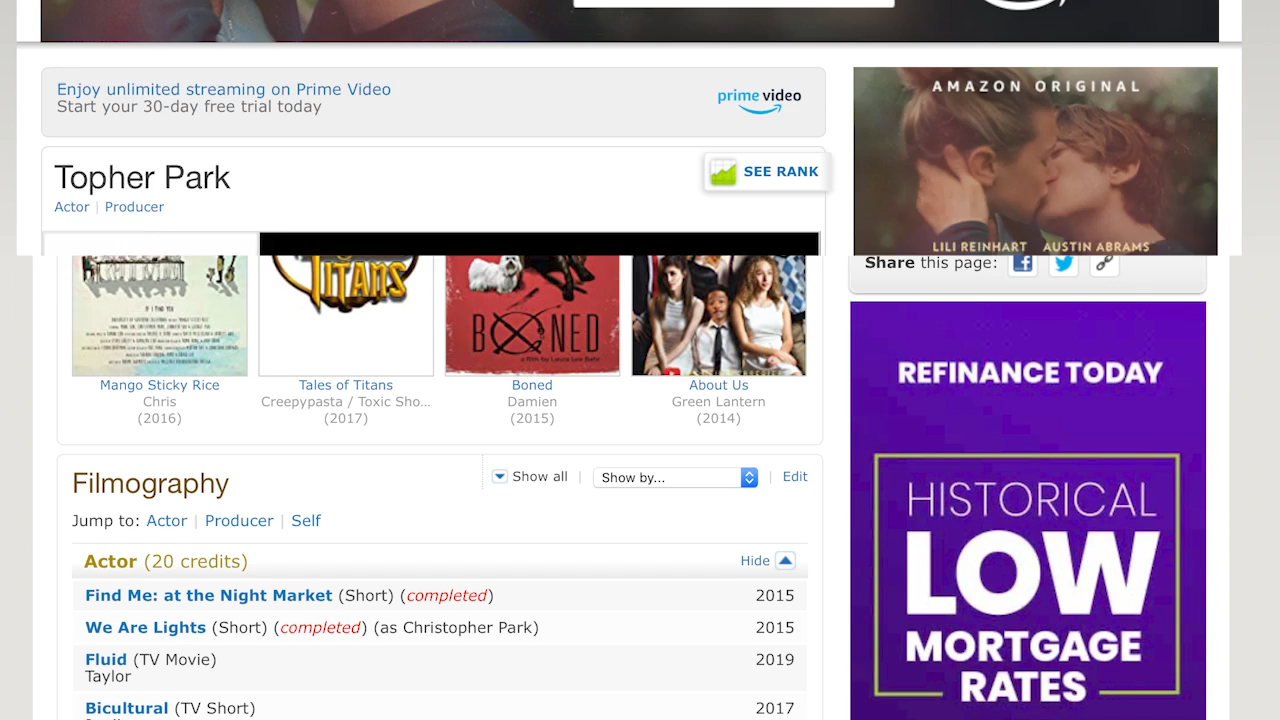 Enjoy unlimited streaming on Prime Video
Start your 30-day free trial today
prime video
AMAZON ORIGINAL
LILI REINHART AUSTIN ABRAMS
Topher Park
SEE RANK
Actor | Producer
Share this page:
TITANS
BONED
a film by Laura Lee Bahr
Mango Sticky Rice
Chris
(2016)
Tales of Titans
Creepypasta / Toxic Sho...
(2017)
Boned
Damien
(2015)
About Us
Green Lantern
(2014)
Filmography
Show all | Show by... | Edit
Jump to: Actor | Producer | Self
Actor (20 credits) Hide
Find Me: at the Night Market (Short) (completed) 2015
We Are Lights (Short) (completed) (as Christopher Park) 2015
Fluid (TV Movie) 2019
Taylor
Bicultural (TV Short) 2017
REFINANCE TODAY
HISTORICAL
LOW
MORTGAGE
RATES